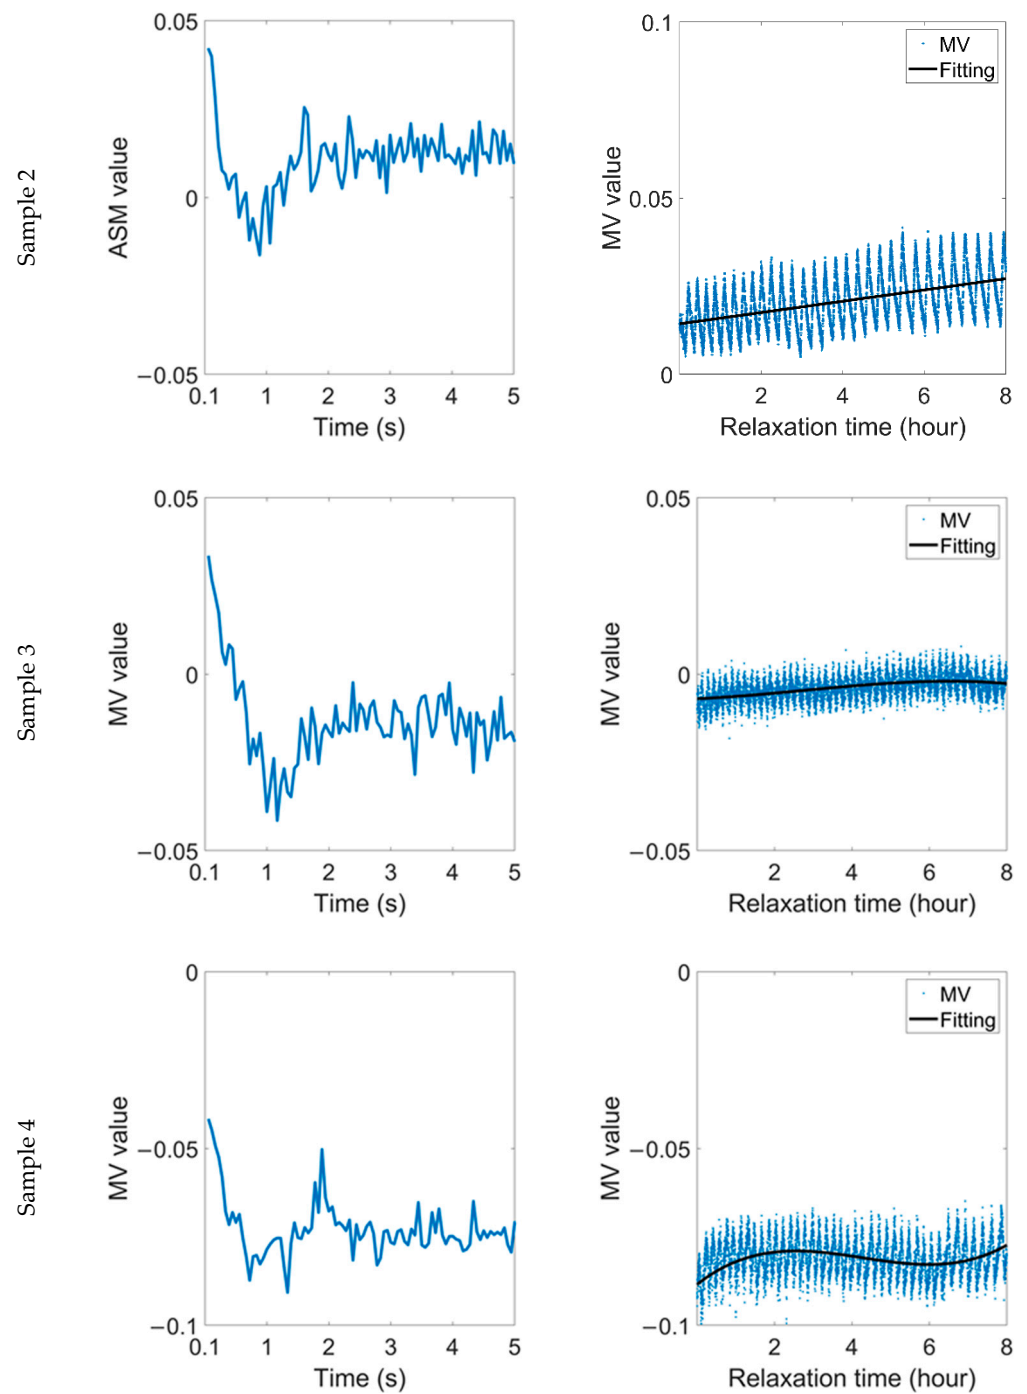 Sample 2
ASM value
0.05
0
−0.05
0.1 1 2 3 4 5
Time (s)
MV value
0.1
0.05
0
2 4 6 8
Relaxation time (hour)
MV
Fitting
Sample 3
MV value
0.05
0
−0.05
0.1 1 2 3 4 5
Time (s)
MV value
0.05
0
−0.05
2 4 6 8
Relaxation time (hour)
MV
Fitting
Sample 4
MV value
0
−0.05
−0.1
0.1 1 2 3 4 5
Time (s)
MV value
0
−0.05
−0.1
2 4 6 8
Relaxation time (hour)
MV
Fitting